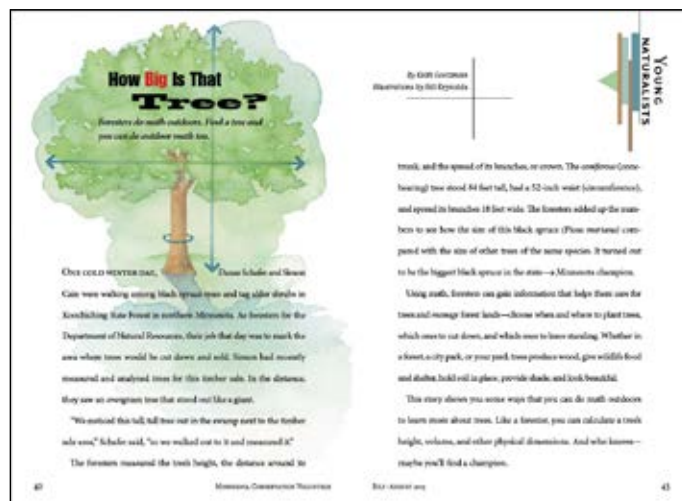 How Big Is That
Tree?
Foresters do math outdoors. Find a tree and
you can do outdoor math too.
ONE COLD WINTER DAY, Duane Schafer and Simon
were walking among black spruce trees and tag alder shrubs in
Koochiching State Forest in northern Minnesota. As foresters for the
Department of Natural Resources, their job that day was to mark the
area where trees would be cut down and sold. Simon had recently
measured and analyzed trees for this timber sale. In the distance,
they saw an evergreen tree that stood out like a giant.
"We noticed this tall, tall tree out in the swamp next to the timber
sale area," Schafer said, "so we walked out to it and measured it."
The foresters measured the tree's height, the distance around its
40
MINNESOTA CONSERVATION VOLUNTEER
By Keith
Illustrations by Bill Reynolds
YOUNG
NATURALISTS
trunk, and the spread of its branches, or crown. The coniferous (cone-
bearing) tree stood 84 feet tall, had a 52-inch waist (circumference),
and spread its branches 18 feet wide. The foresters added up the num-
bers to see how the size of this black spruce (Picea mariana) com-
pared with the size of other trees of the same species. It turned out
to be the biggest black spruce in the state—a Minnesota champion.
Using math, foresters can gain information that helps them care for
trees and manage forest lands—choose when and where to plant trees,
which ones to cut down, and which ones to leave standing. Whether in
a forest, a city park, or your yard, trees produce wood, give wildlife food
and shelter, hold soil in place, provide shade, and look beautiful.
This story shows you some ways that you can do math outdoors
to learn more about trees. Like a forester, you can calculate a tree's
height, volume, and other physical dimensions. And who knows—
maybe you'll find a champion.
JULY–AUGUST